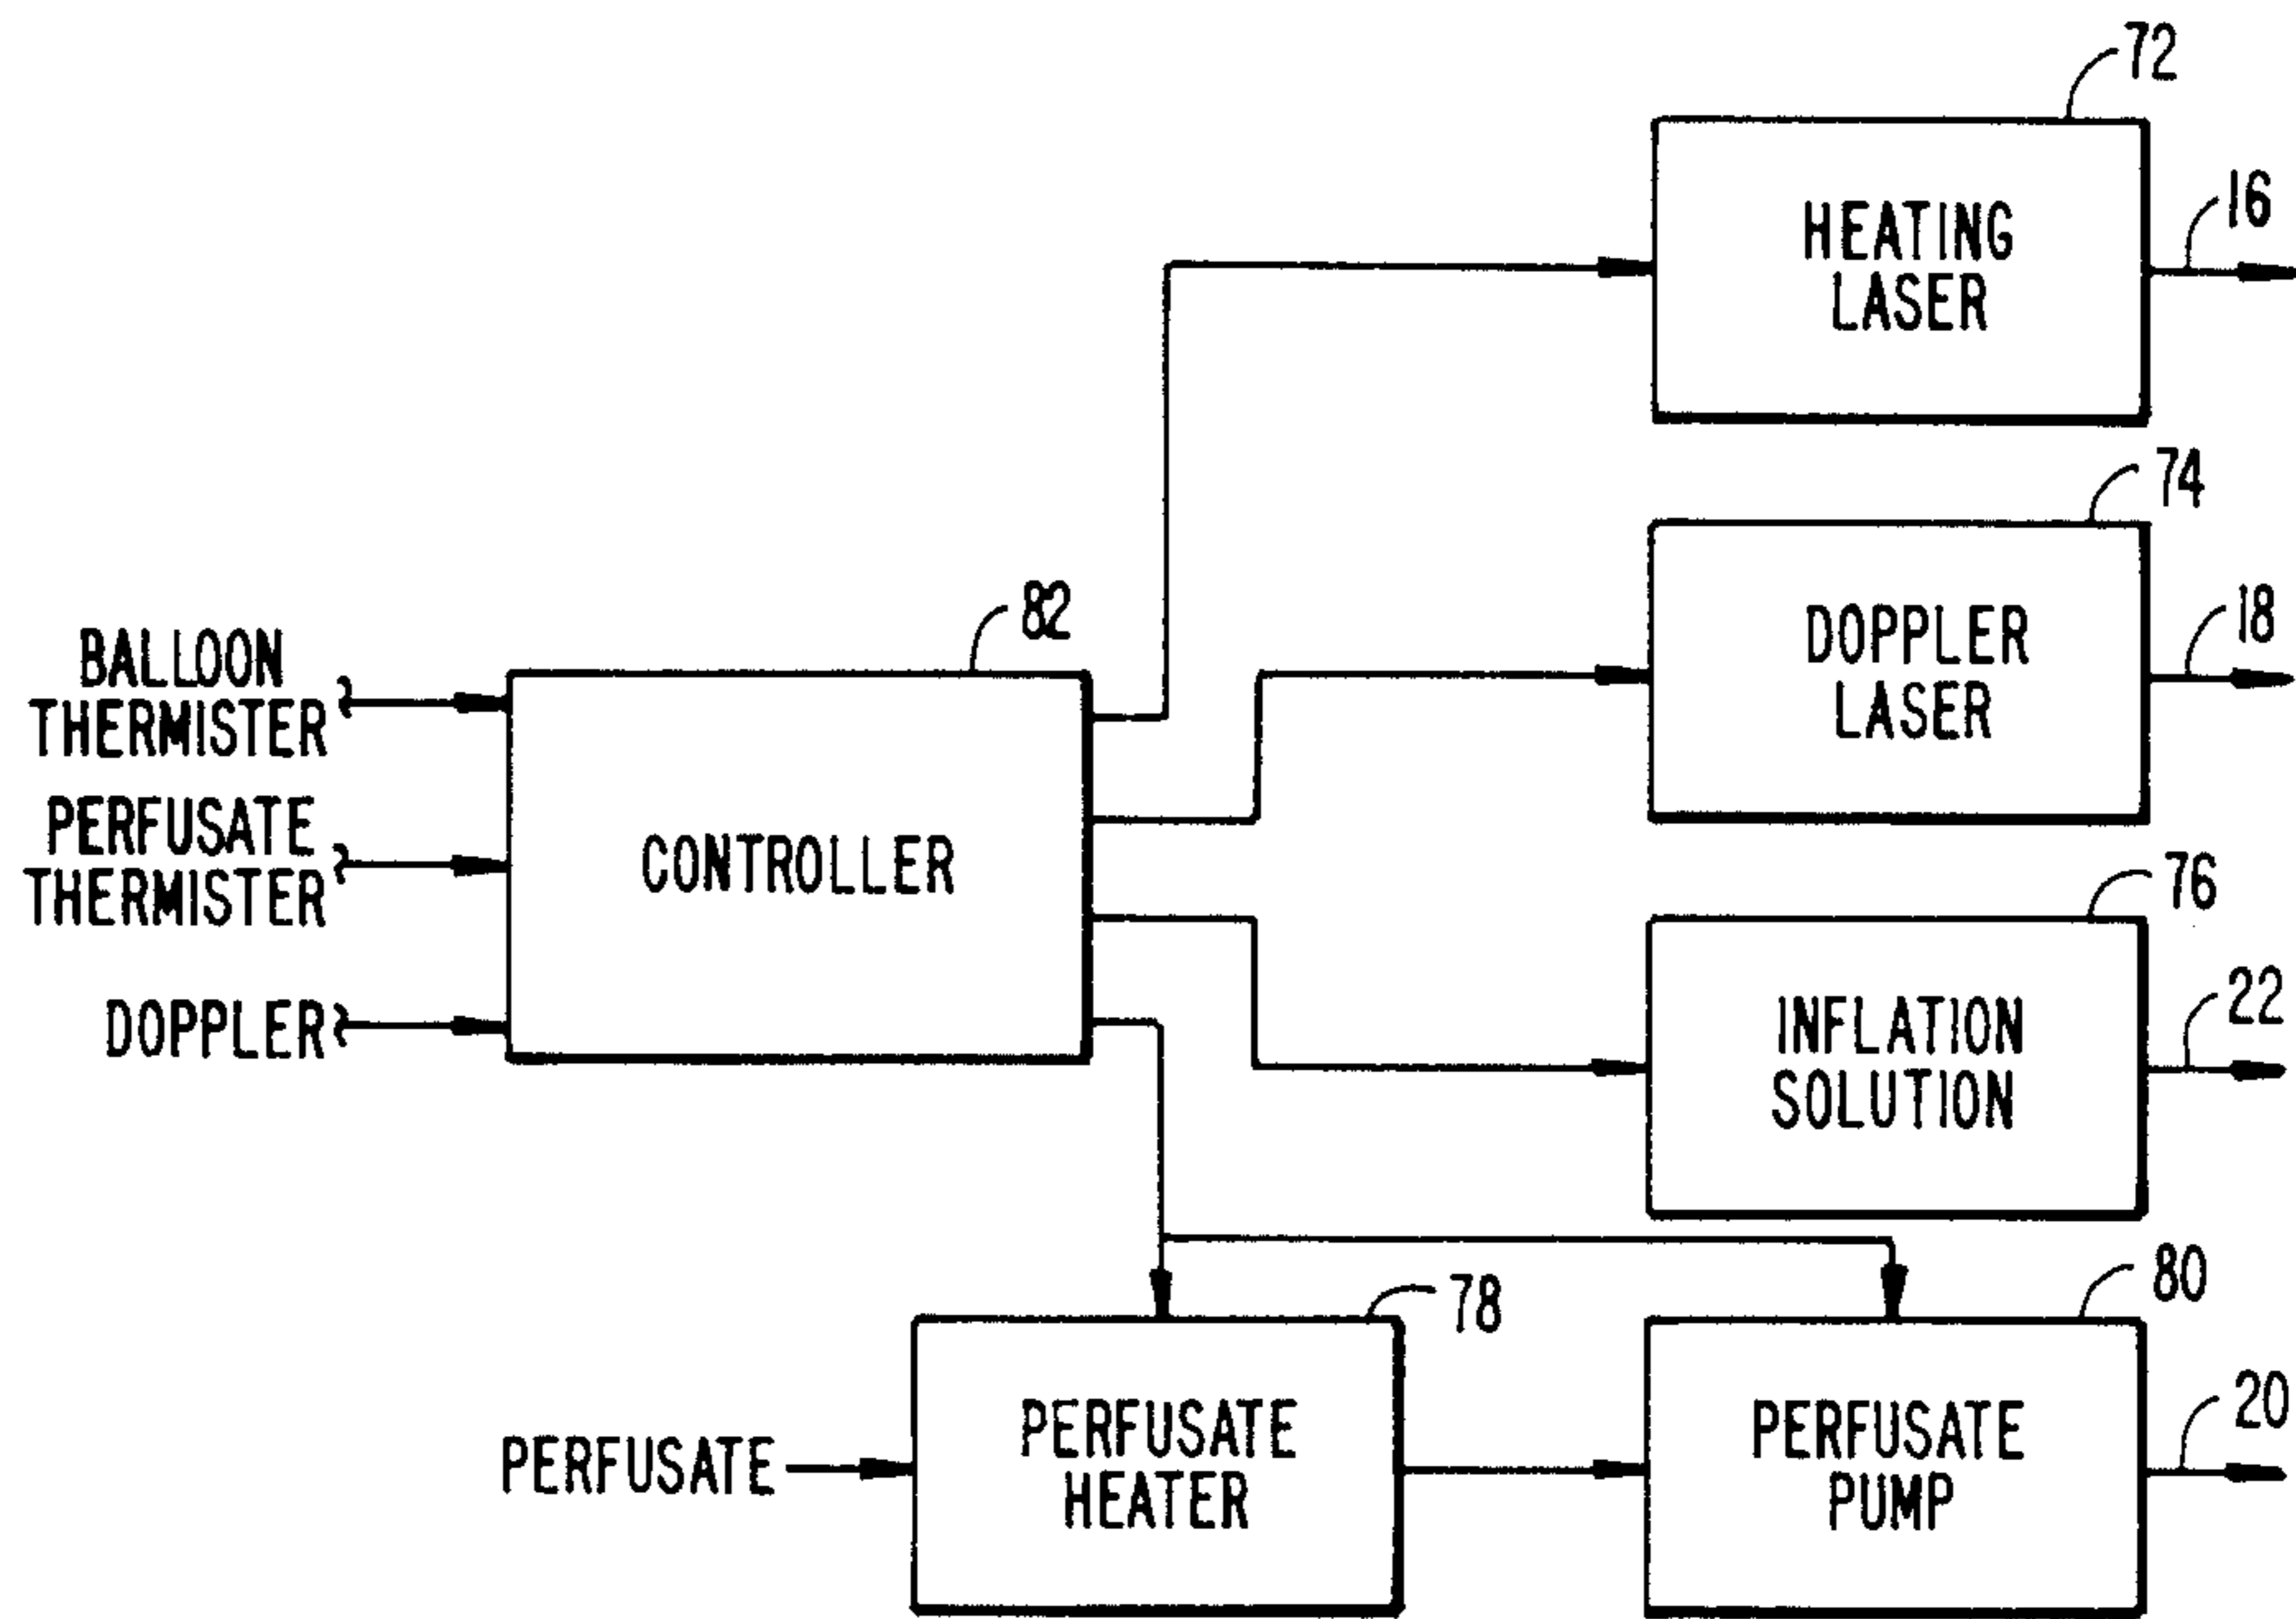 72
HEATING
LASER
16
74
DOPPLER
LASER
18
82
BALLOON
THERMISTER
PERFUSATE
THERMISTER
DOPPLER
CONTROLLER
76
INFLATION
SOLUTION
22
78
80
PERFUSATE
PERFUSATE
HEATER
PERFUSATE
PUMP
20